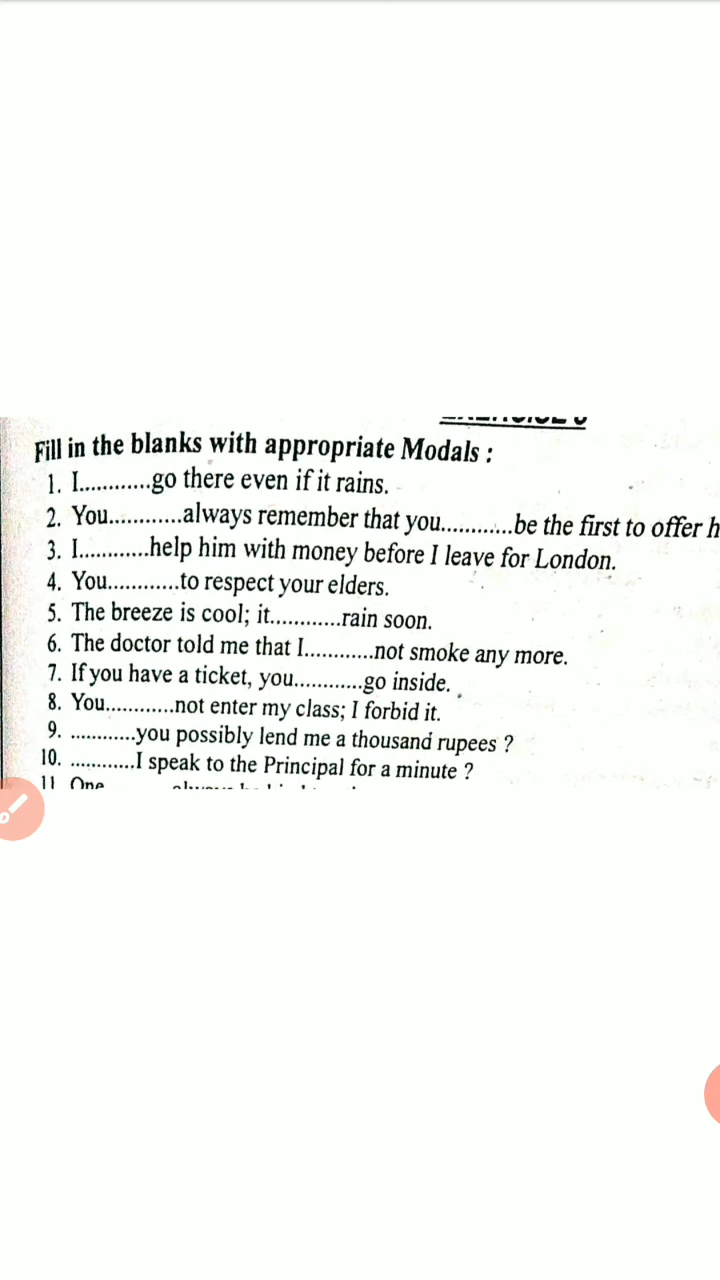 Fill in the blanks with appropriate Modals :
1. I............go there even if it rains.
2. You............always remember that you............be the first to offer h
3. I............help him with money before I leave for London.
4. You............to respect your elders.
5. The breeze is cool; it............rain soon.
6. The doctor told me that I............not smoke any more.
7. If you have a ticket, you............go inside.
8. You............not enter my class; I forbid it.
9. ............you possibly lend me a thousand rupees ?
10. ............I speak to the Principal for a minute ?
11 One